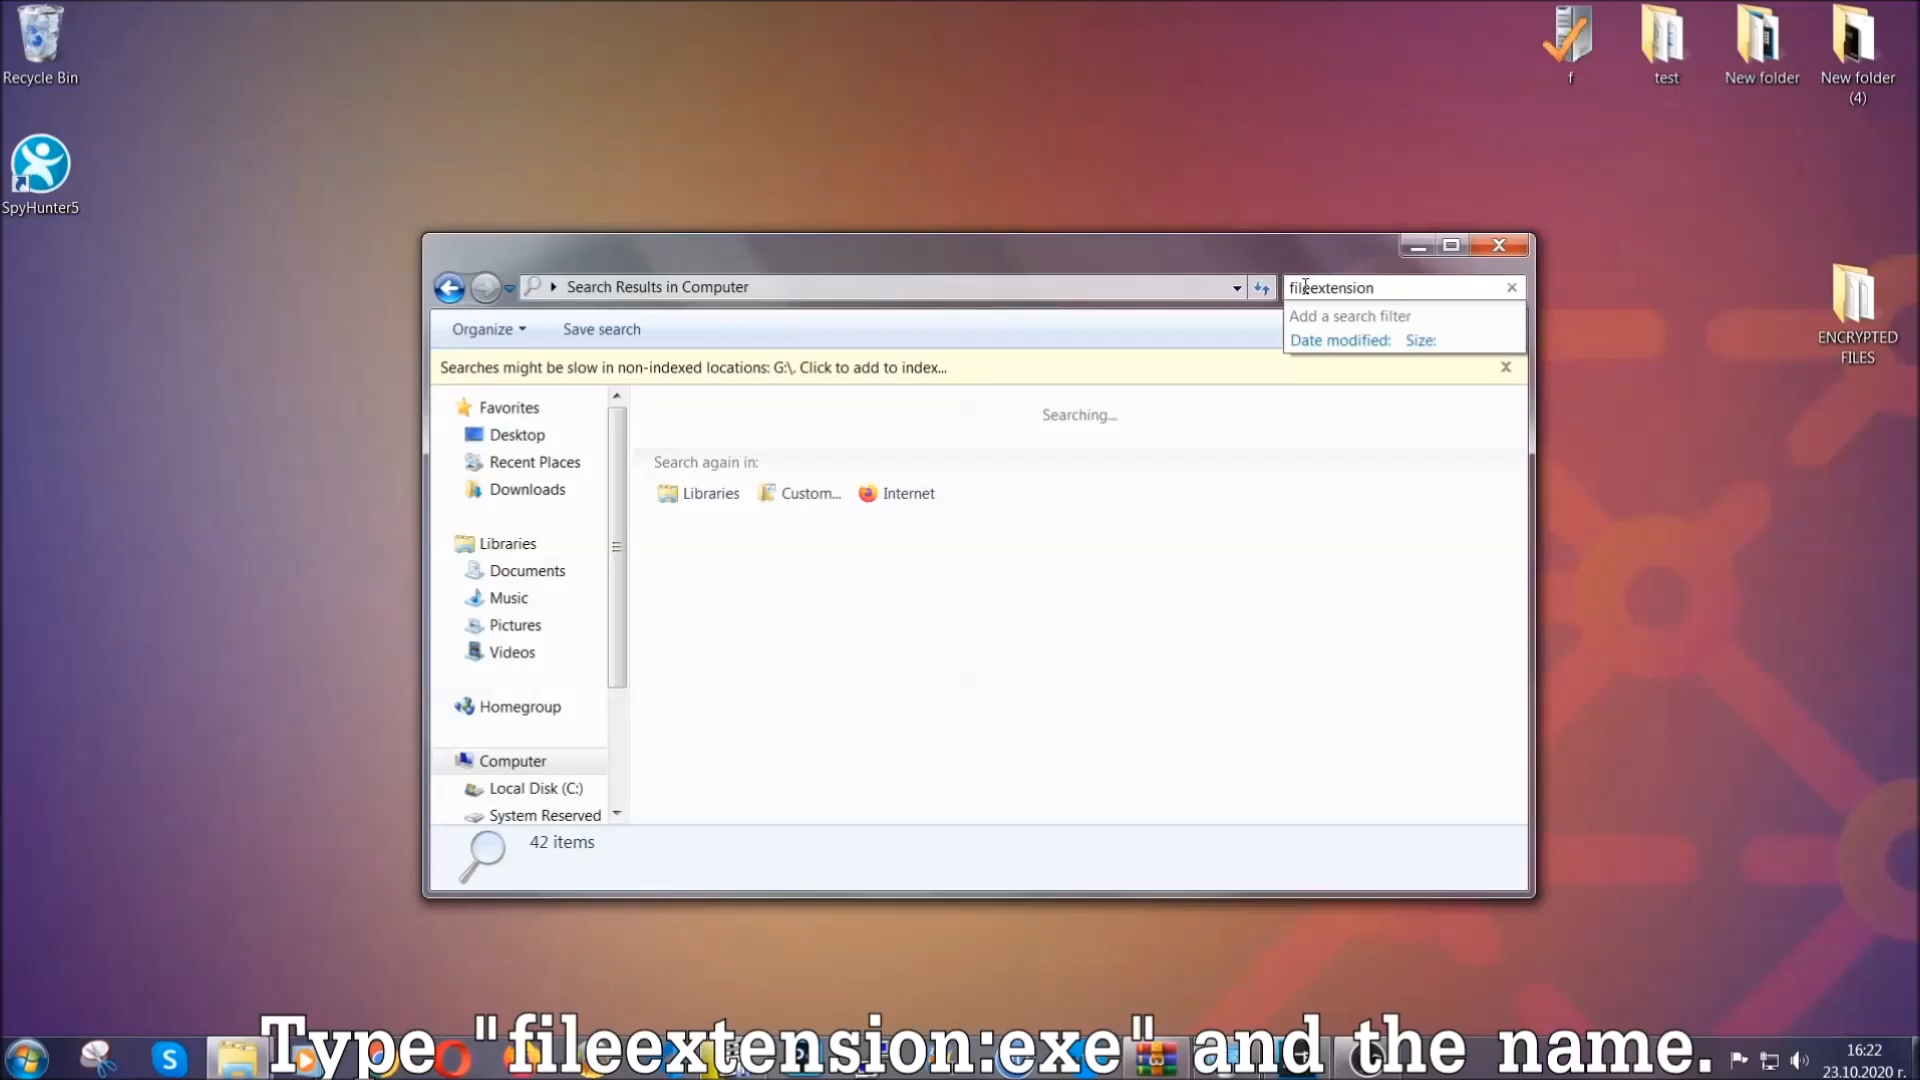 Recycle Bin
SpyHunter5
f
test
New folder
New folder
(4)
ENCRYPTED
FILES
Search Results in Computer
fileextension
Add a search filter
Date modified: Size:
Organize
Save search
Searches might be slow in non-indexed locations: G:\. Click to add to index...
Favorites
Desktop
Recent Places
Downloads
Libraries
Documents
Music
Pictures
Videos
Homegroup
Computer
Local Disk (C:)
System Reserved
Searching...
Search again in:
Libraries
Custom...
Internet
42 items
Type "fileextension:exe" and the name.
16:22
23.10.2020 г.